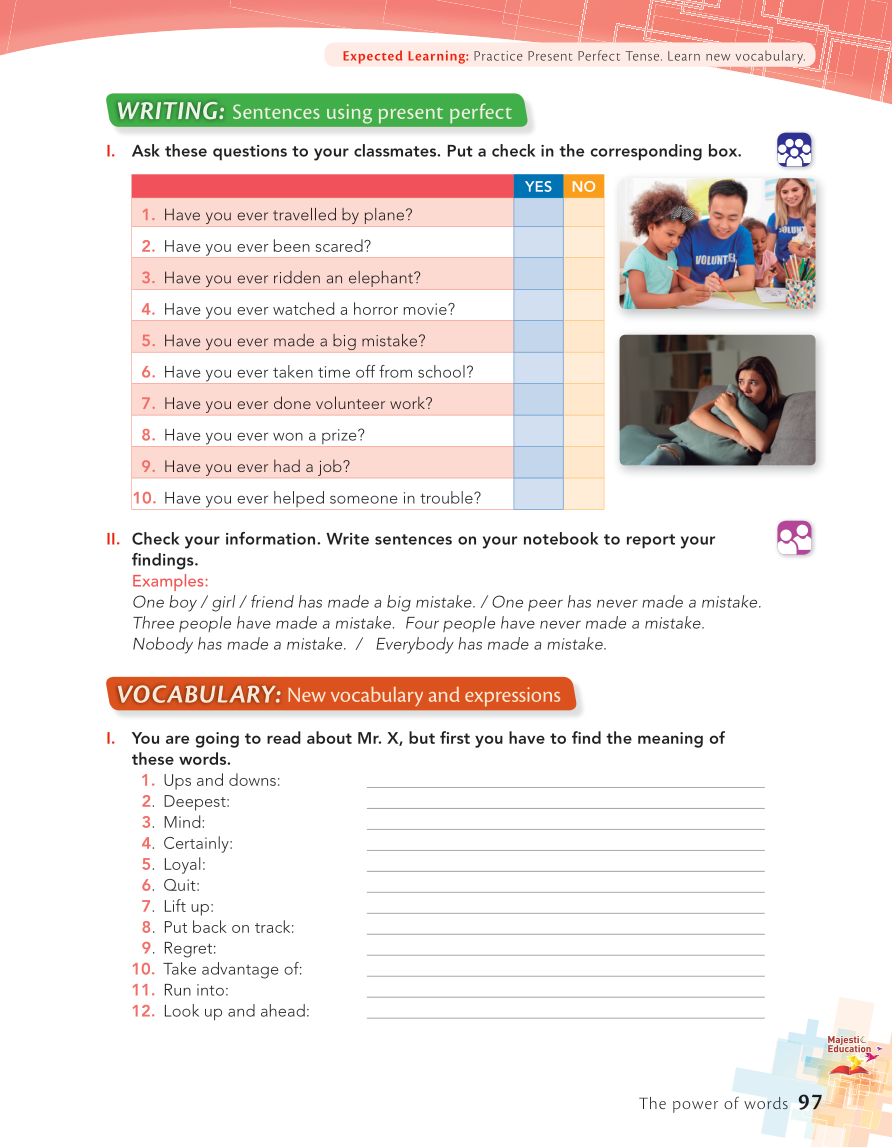 Expected Learning: Practice Present Perfect Tense. Learn new vocabulary.
WRITING: Sentences using present perfect
I. Ask these questions to your classmates. Put a check in the corresponding box.
YES NO
1. Have you ever travelled by plane?
2. Have you ever been scared?
3. Have you ever ridden an elephant?
4. Have you ever watched a horror movie?
5. Have you ever made a big mistake?
6. Have you ever taken time off from school?
7. Have you ever done volunteer work?
8. Have you ever won a prize?
9. Have you ever had a job?
10. Have you ever helped someone in trouble?
VOLUNTE
VOLUN
II. Check your information. Write sentences on your notebook to report your
findings.
Examples:
One boy / girl / friend has made a big mistake. / One peer has never made a mistake.
Three people have made a mistake. Four people have never made a mistake.
Nobody has made a mistake. / Everybody has made a mistake.
VOCABULARY: New vocabulary and expressions
I. You are going to read about Mr. X, but first you have to find the meaning of
these words.
1. Ups and downs:
2. Deepest:
3. Mind:
4. Certainly:
5. Loyal:
6. Quit:
7. Lift up:
8. Put back on track:
9. Regret:
10. Take advantage of:
11. Run into:
12. Look up and ahead:
Majestic
Education
The power of words 97